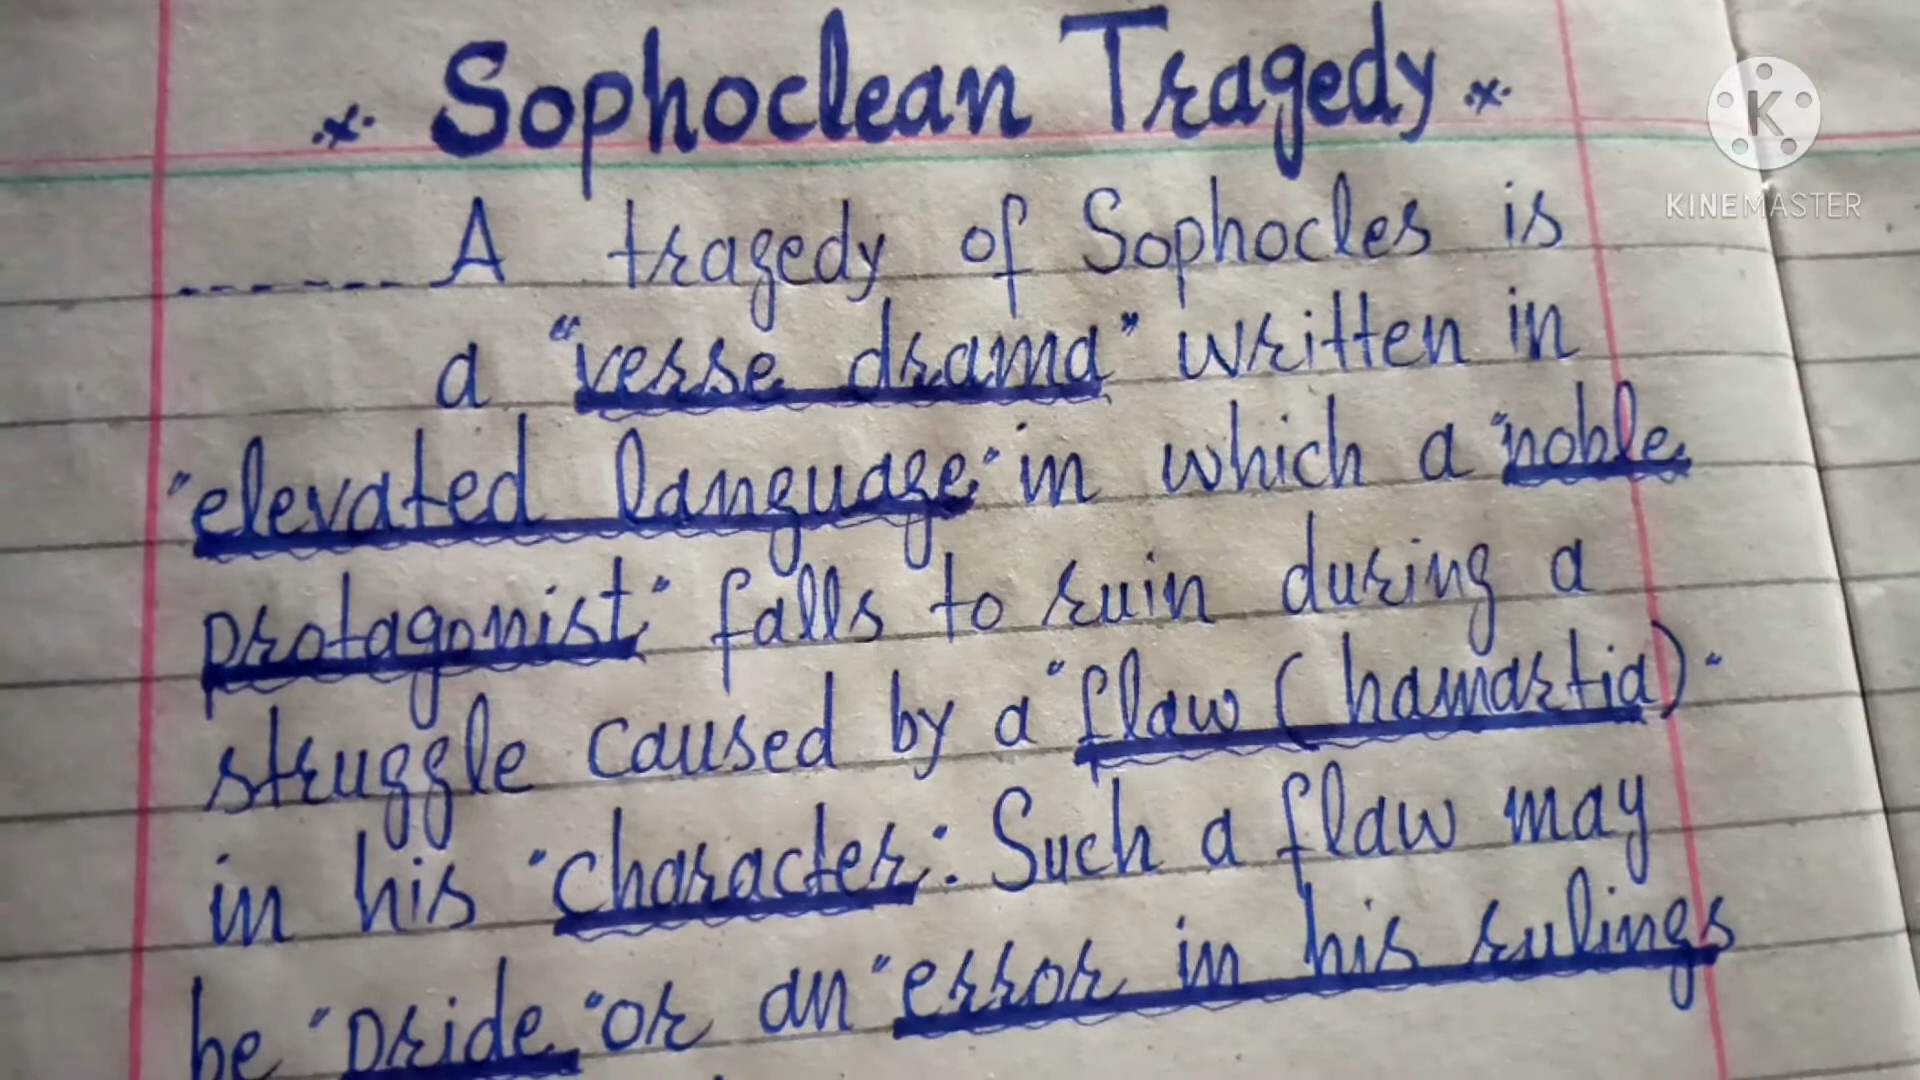 .x. Sophoclean Tragedy .x.
------ A tragedy of Sophocles is
a "verse drama" written in
"elevated language" in which a "noble
protagonist" falls to ruin during a
struggle caused by a "flaw (hamartia)"
in his "character". Such a flaw may
be "pride" or an "error in his rulings
K
KINEMASTER